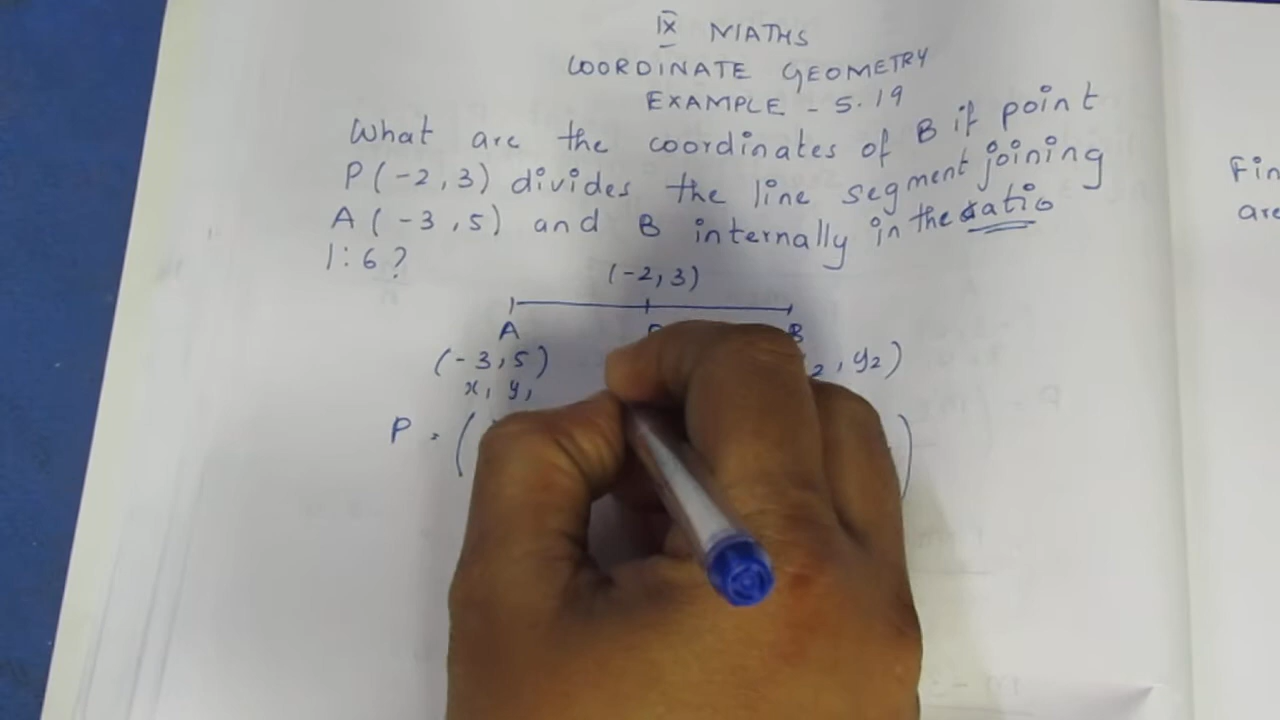 IX MATHS
COORDINATE GEOMETRY
EXAMPLE - 5.19
What are the coordinates of B if point
P(-2,3) divides the line segment joining
A(-3,5) and B internally in the ratio
1:6?
(-2,3)
A B
(-3,5) 2, y2)
x1 y1
P = ( )
Fin
are